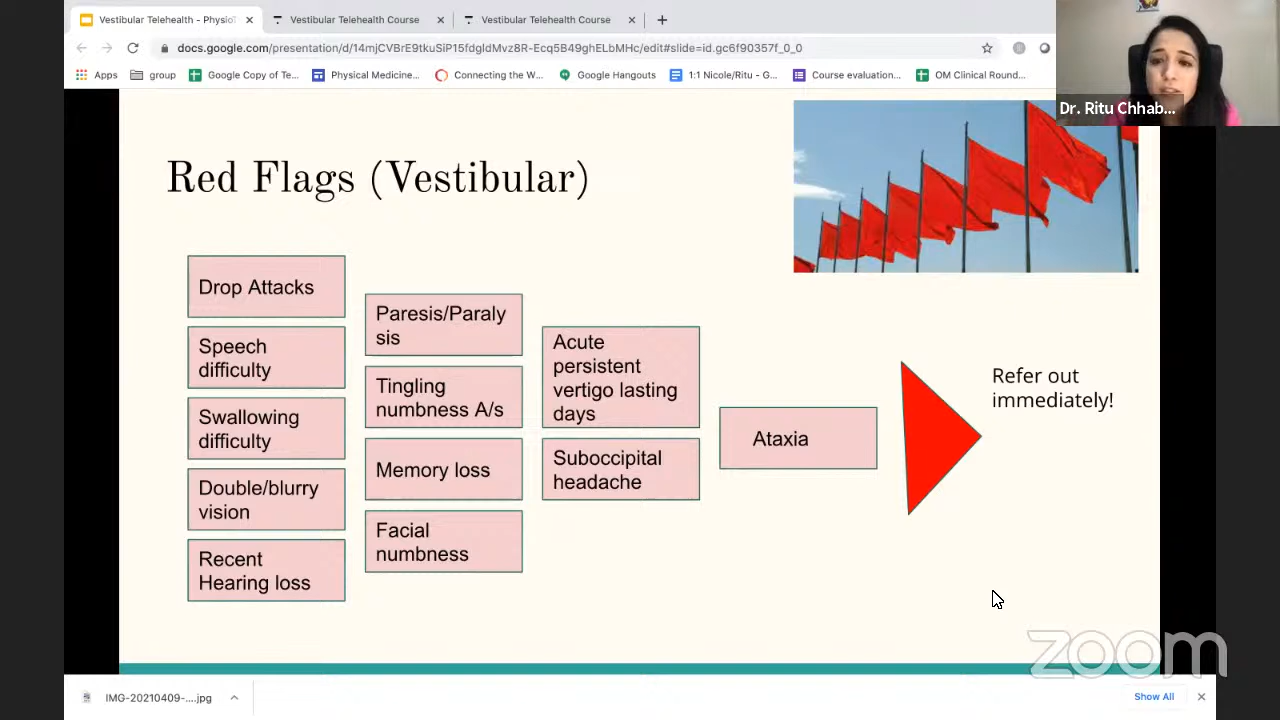 Vestibular Telehealth - Physio
Vestibular Telehealth Course
Vestibular Telehealth Course
docs.google.com/presentation/d/14mjCVBrE9tkuSiP15fdgIdMvz8R-Ecq5B49ghELbMHc/edit#slide=id.gc6f90357f_0_0
Apps
group
Google Copy of Te...
Physical Medicine...
Connecting the W...
Google Hangouts
1:1 Nicole/Ritu - G...
Course evaluation...
OM Clinical Round...
Dr. Ritu Chhab...
Red Flags (Vestibular)
Drop Attacks
Speech
difficulty
Swallowing
difficulty
Double/blurry
vision
Recent
Hearing loss
Paresis/Paraly
sis
Tingling
numbness A/s
Memory loss
Facial
numbness
Acute
persistent
vertigo lasting
days
Suboccipital
headache
Ataxia
Refer out
immediately!
zoom
IMG-20210409-....jpg
Show All